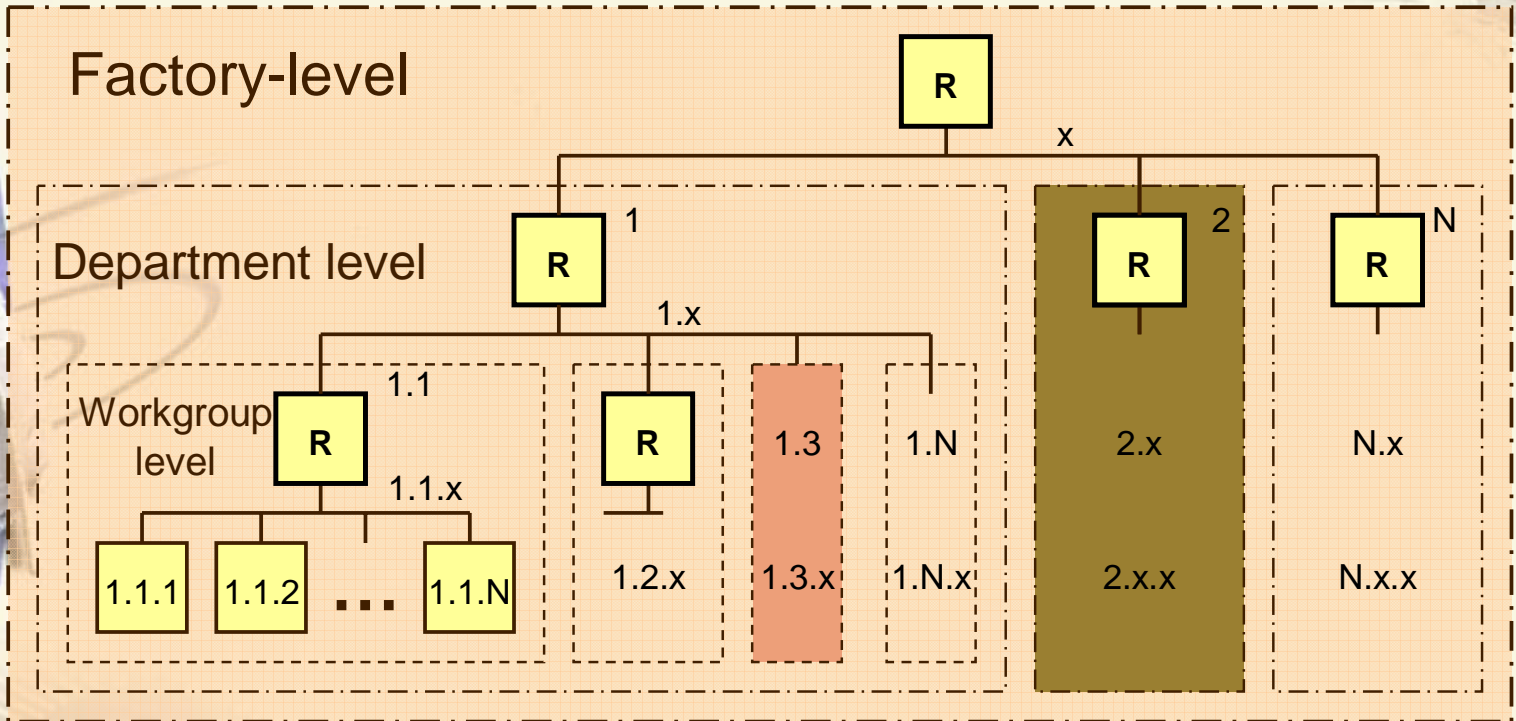 Factory-level
R
x
1
2
N
Department level
R
R
R
1.x
1.1
Workgroup
level
R
R
1.3
1.N
2.x
N.x
1.1.x
1.1.1
1.1.2
...
1.1.N
1.2.x
1.3.x
1.N.x
2.x.x
N.x.x